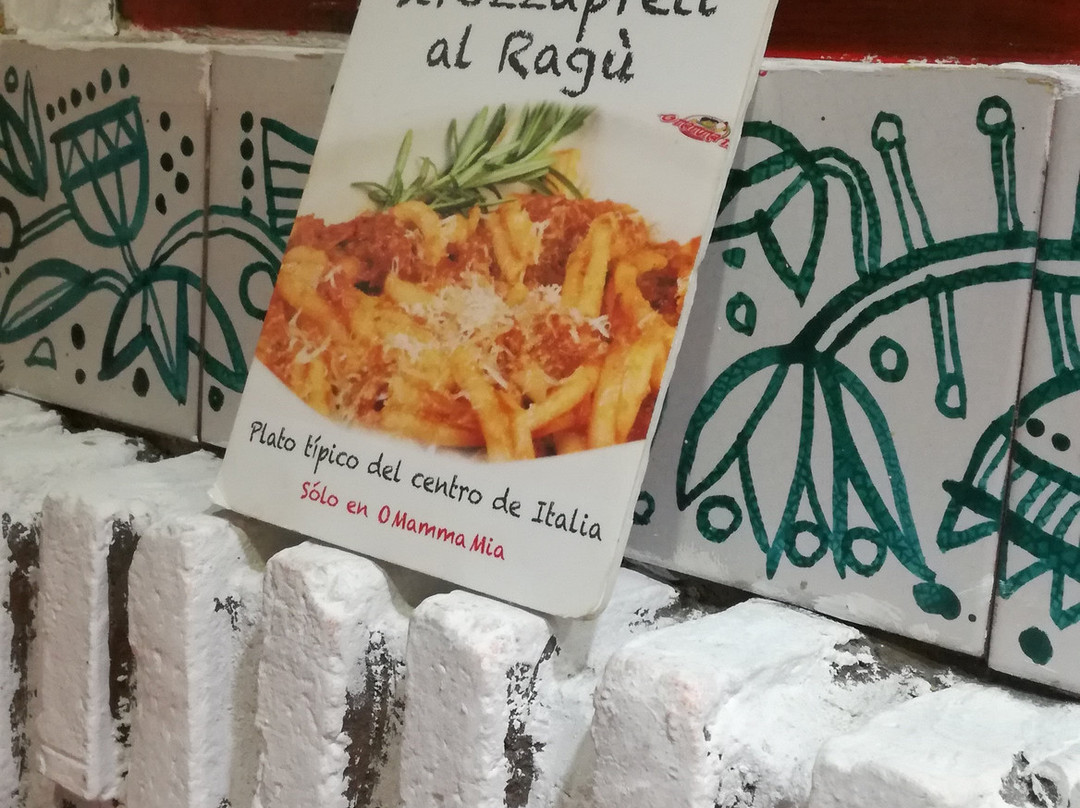 al Ragù
Plato típico del centro de Italia
Sólo en O Mamma Mia